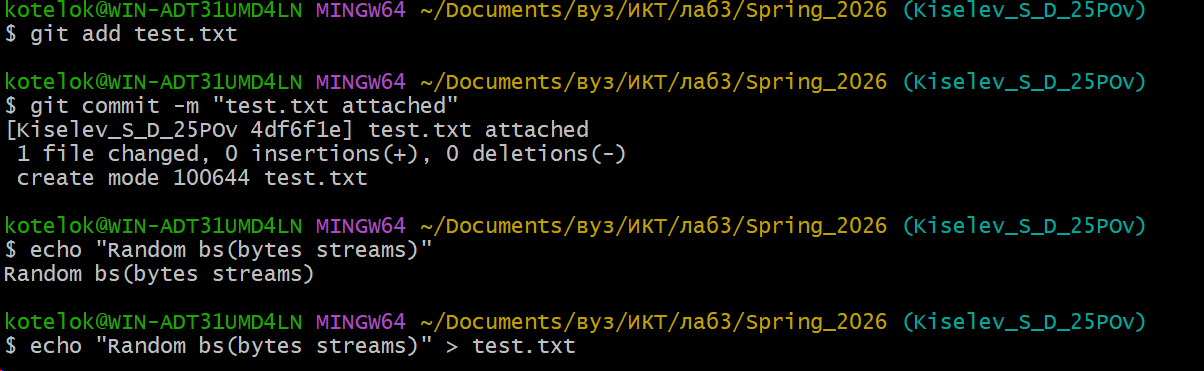 kotelok@WIN-ADT31UMD4LN MINGW64 ~/Documents/вуз/ИКТ/лаб3/Spring_2026 (Kiselev_S_D_25POv)
$ git add test.txt
kotelok@WIN-ADT31UMD4LN MINGW64 ~/Documents/вуз/ИКТ/лаб3/Spring_2026 (Kiselev_S_D_25POv)
$ git commit -m "test.txt attached"
[Kiselev_S_D_25POv 4df6f1e] test.txt attached
 1 file changed, 0 insertions(+), 0 deletions(-)
 create mode 100644 test.txt
kotelok@WIN-ADT31UMD4LN MINGW64 ~/Documents/вуз/ИКТ/лаб3/Spring_2026 (Kiselev_S_D_25POv)
$ echo "Random bs(bytes streams)"
Random bs(bytes streams)
kotelok@WIN-ADT31UMD4LN MINGW64 ~/Documents/вуз/ИКТ/лаб3/Spring_2026 (Kiselev_S_D_25POv)
$ echo "Random bs(bytes streams)" > test.txt